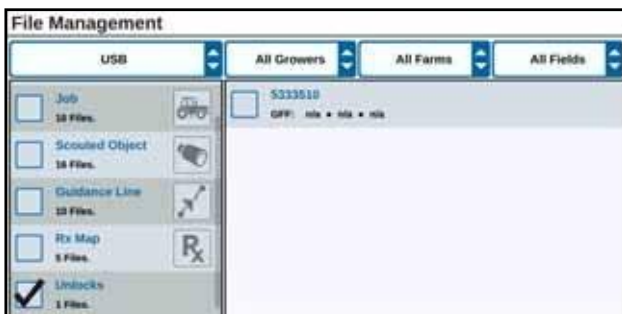 File Management
USB
All Growers
All Farms
All Fields
Job
10 Files.
Scouted Object
16 Files.
Guidance Line
10 Files.
Rx Map
5 Files.
Unlocks
1 Files.
5333510
GFF: n/a • n/a • n/a
Rx